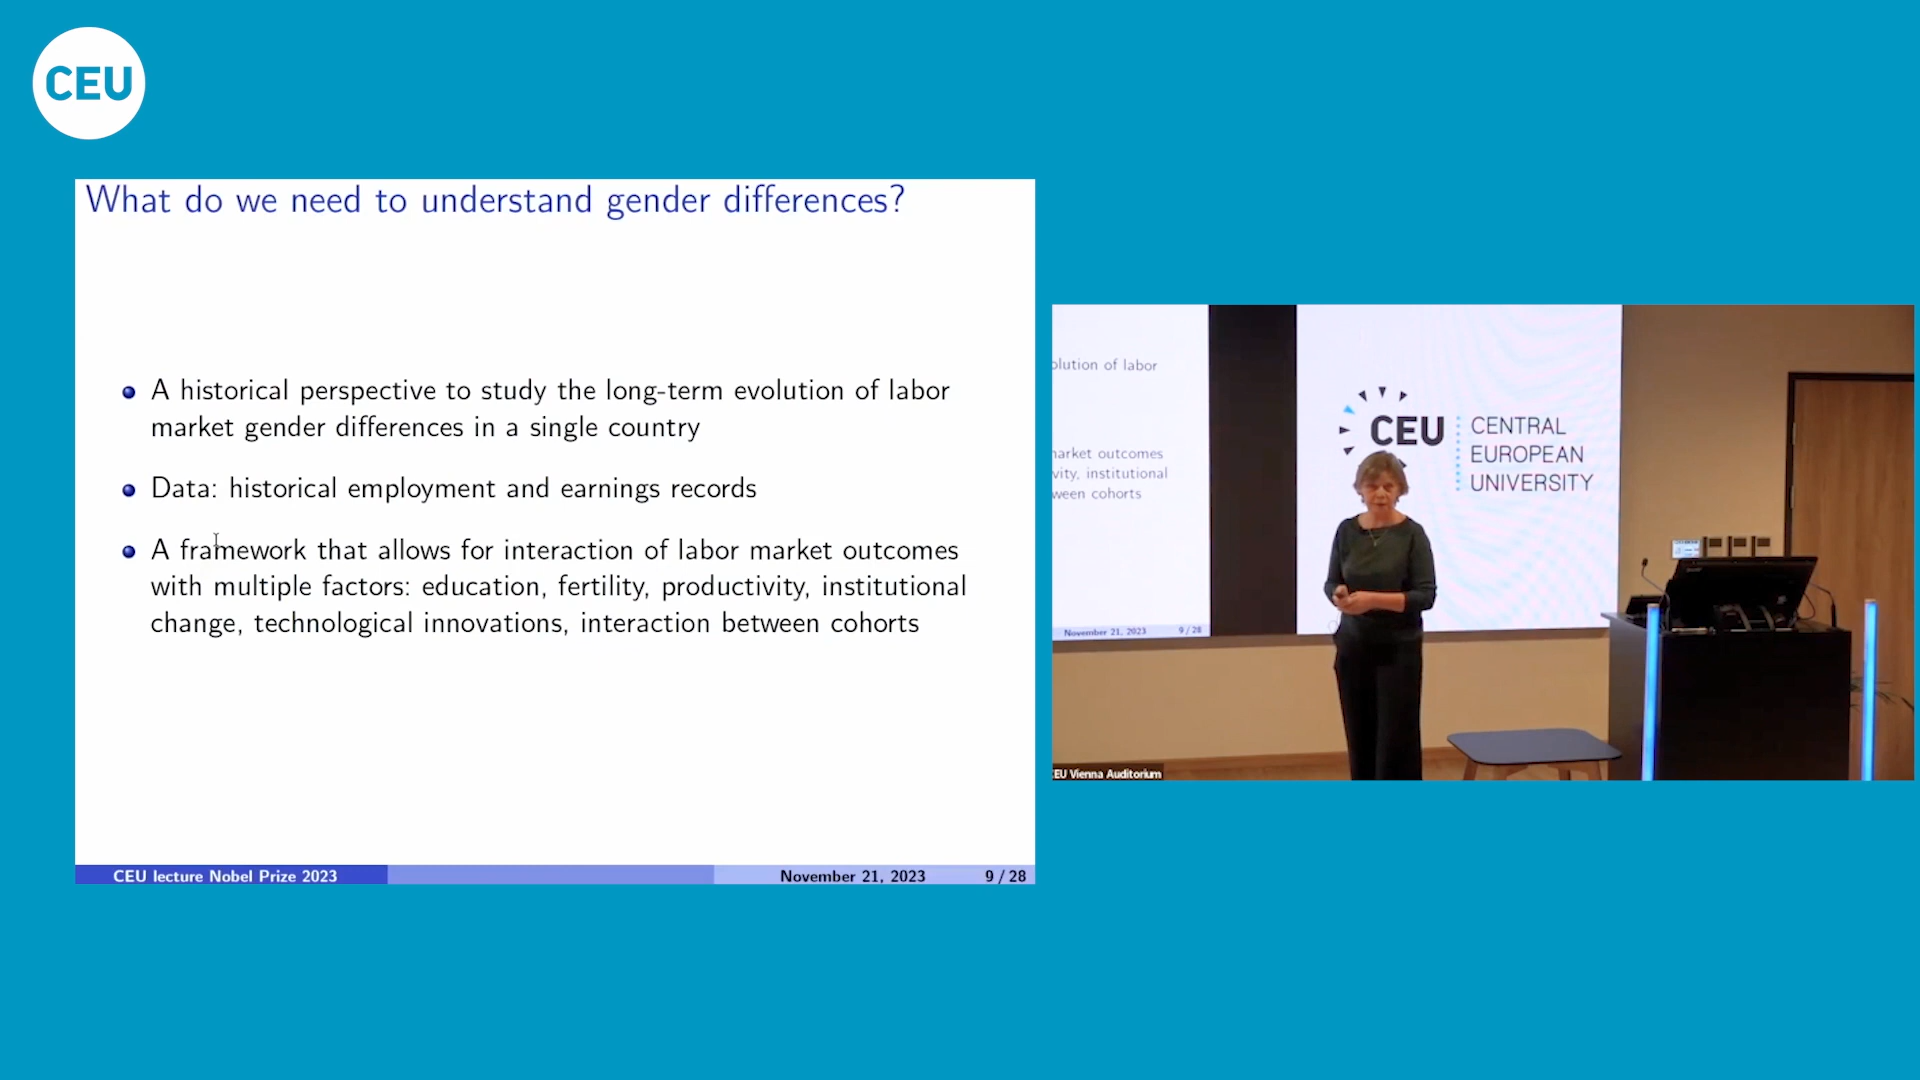 CEU
What do we need to understand gender differences?
A historical perspective to study the long-term evolution of labor
market gender differences in a single country
Data: historical employment and earnings records
A framework that allows for interaction of labor market outcomes
with multiple factors: education, fertility, productivity, institutional
change, technological innovations, interaction between cohorts
CEU lecture Nobel Prize 2023
November 21, 2023
9 / 28
olution of labor
narket outcomes
vity, institutional
ween cohorts
November 21, 2023
9 / 28
CEU
CENTRAL
EUROPEAN
UNIVERSITY
EU Vienna Auditorium